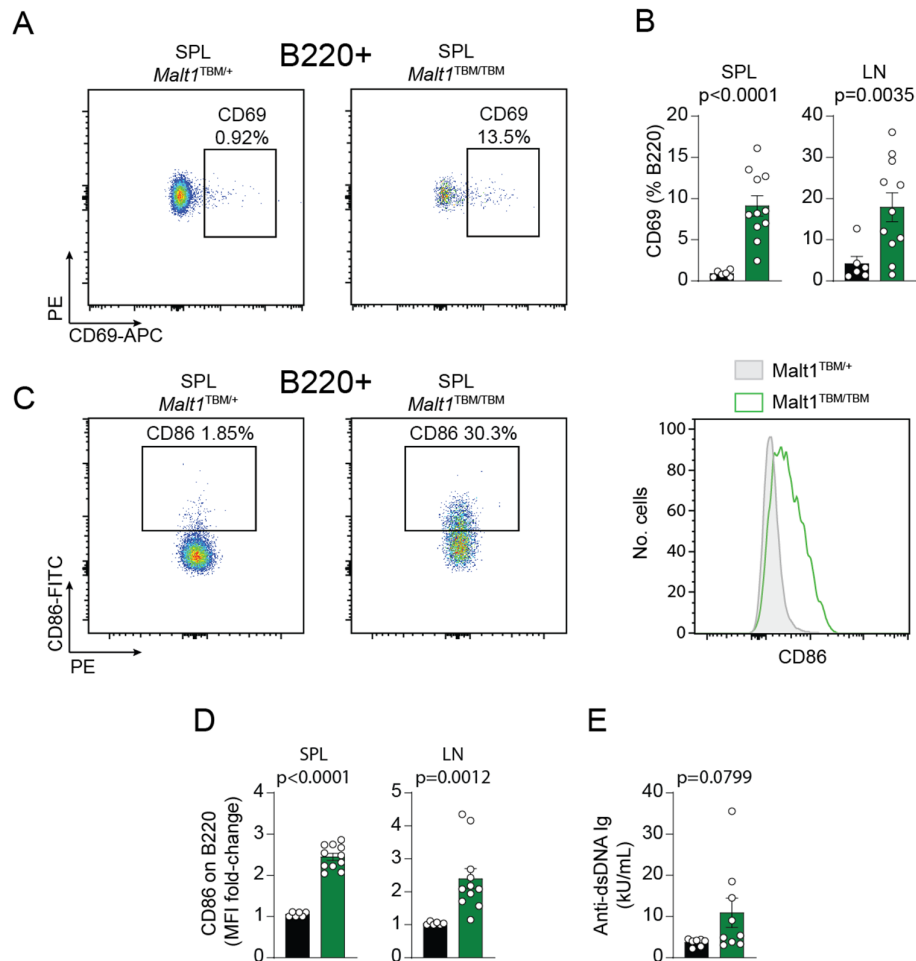 A
SPL
Malt1TBM/+
B220+
SPL
Malt1TBM/TBM
CD69
0.92%
CD69
13.5%
PE
CD69-APC
B
SPL
p<0.0001
LN
p=0.0035
CD69 (% B220)
20
15
10
5
0
40
30
20
10
0
C
SPL
Malt1TBM/+
B220+
SPL
Malt1TBM/TBM
CD86 1.85%
CD86 30.3%
CD86-FITC
PE
Malt1TBM/+
Malt1TBM/TBM
No. cells
100
80
60
40
20
0
CD86
D
SPL
p<0.0001
LN
p=0.0012
CD86 on B220
(MFI fold-change)
4
3
2
1
0
5
4
3
2
1
0
E
p=0.0799
Anti-dsDNA Ig
(kU/mL)
40
30
20
10
0